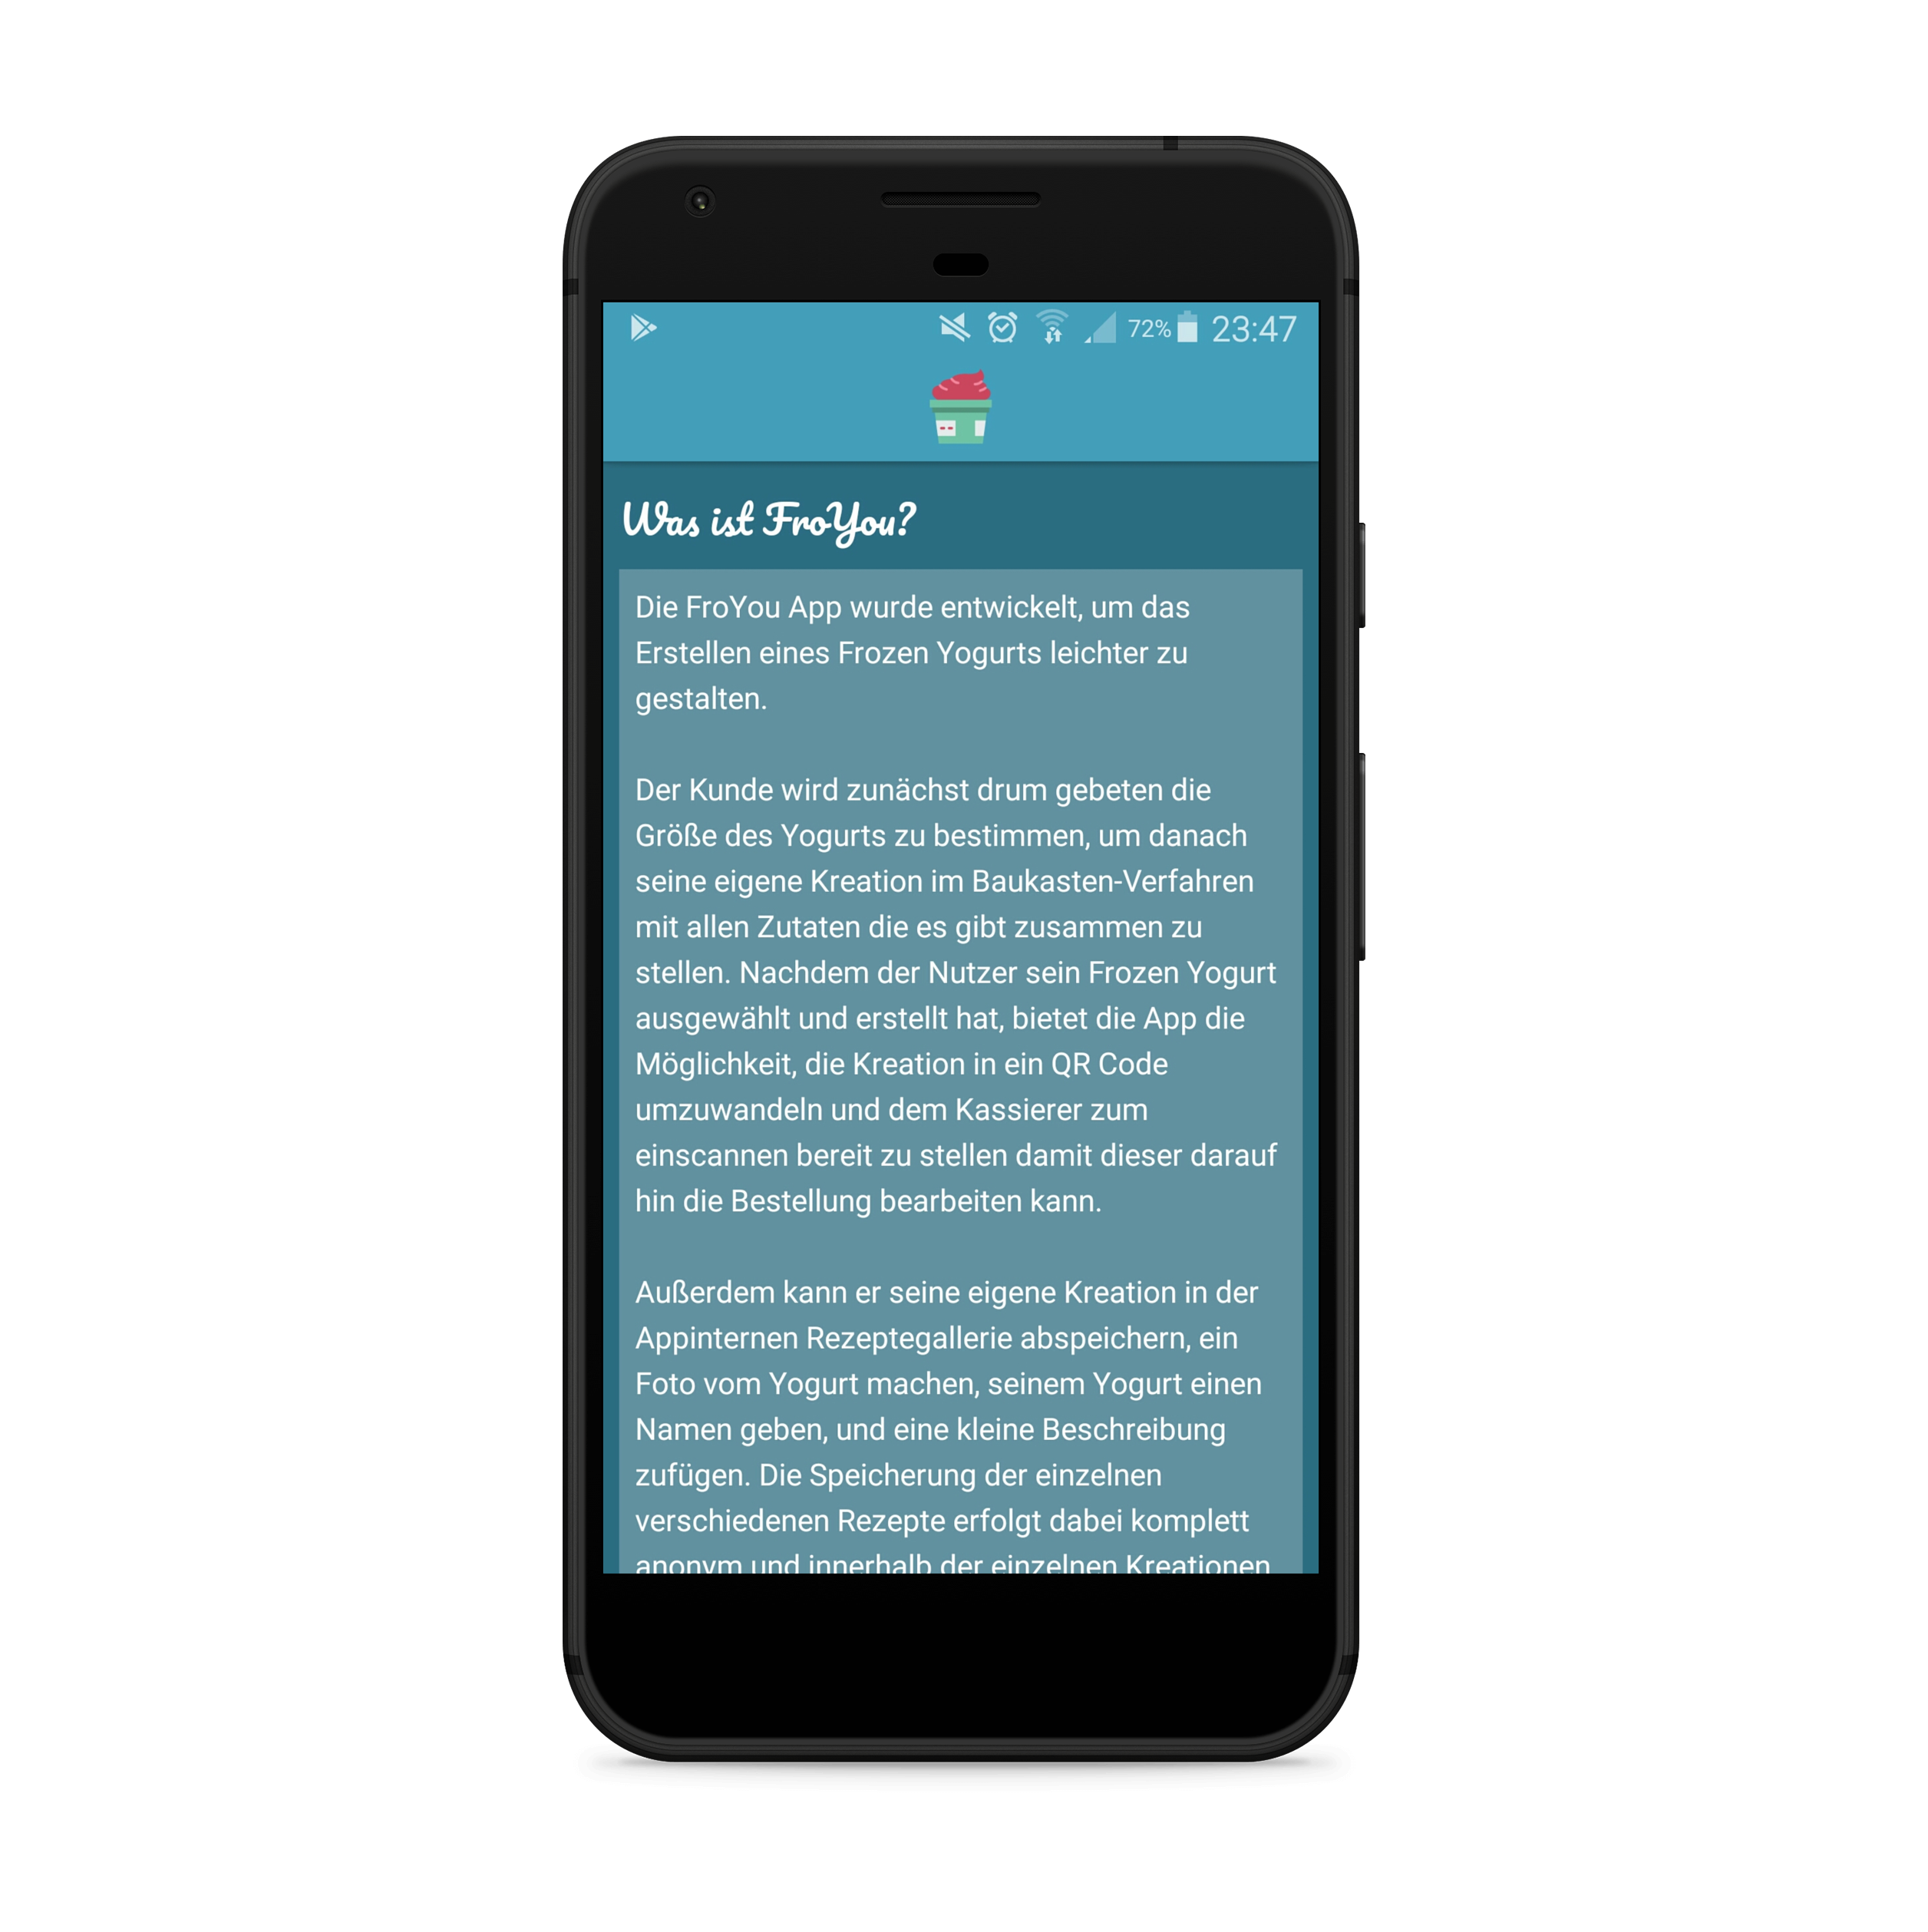 72% 23:47
Was ist FroYou?
Die FroYou App wurde entwickelt, um das
Erstellen eines Frozen Yogurts leichter zu
gestalten.
Der Kunde wird zunächst drum gebeten die
Größe des Yogurts zu bestimmen, um danach
seine eigene Kreation im Baukasten-Verfahren
mit allen Zutaten die es gibt zusammen zu
stellen. Nachdem der Nutzer sein Frozen Yogurt
ausgewählt und erstellt hat, bietet die App die
Möglichkeit, die Kreation in ein QR Code
umzuwandeln und dem Kassierer zum
einscannen bereit zu stellen damit dieser darauf
hin die Bestellung bearbeiten kann.
Außerdem kann er seine eigene Kreation in der
Appinternen Rezeptegallerie abspeichern, ein
Foto vom Yogurt machen, seinem Yogurt einen
Namen geben, und eine kleine Beschreibung
zufügen. Die Speicherung der einzelnen
verschiedenen Rezepte erfolgt dabei komplett
anonym und innerhalb der einzelnen Kreationen